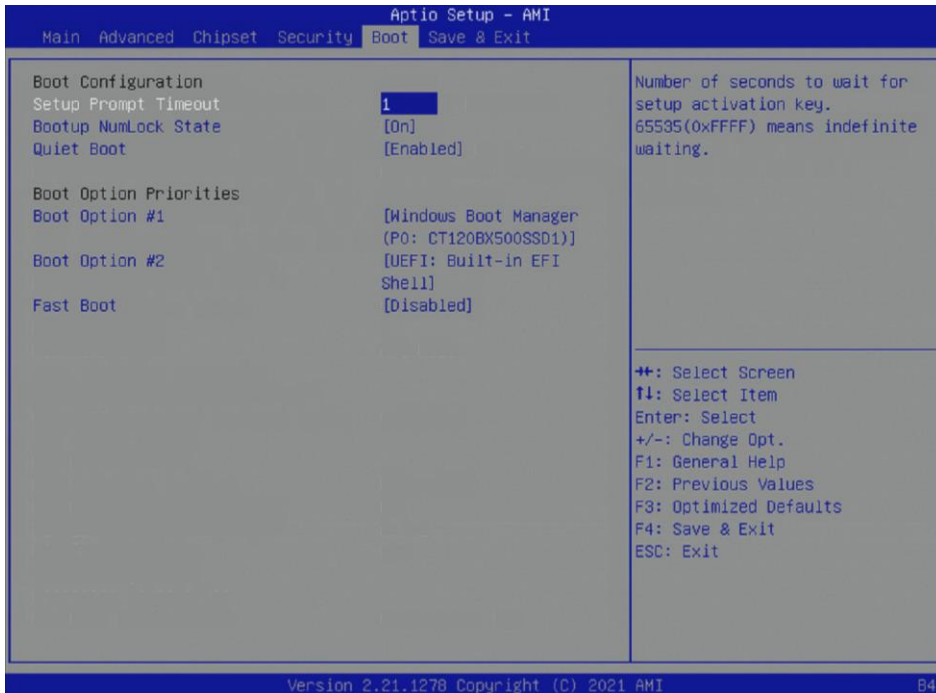 Aptio Setup - AMI
Main Advanced Chipset Security Boot Save & Exit
Boot Configuration
Setup Prompt Timeout 1
Bootup NumLock State [On]
Quiet Boot [Enabled]
Boot Option Priorities
Boot Option #1 [Windows Boot Manager
(P0: CT120BX500SSD1)]
Boot Option #2 [UEFI: Built-in EFI
Shell]
Fast Boot [Disabled]
Number of seconds to wait for
setup activation key.
65535(0xFFFF) means indefinite
waiting.
→←: Select Screen
↑↓: Select Item
Enter: Select
+/-: Change Opt.
F1: General Help
F2: Previous Values
F3: Optimized Defaults
F4: Save & Exit
ESC: Exit
Version 2.21.1278 Copyright (C) 2021 AMI
B4